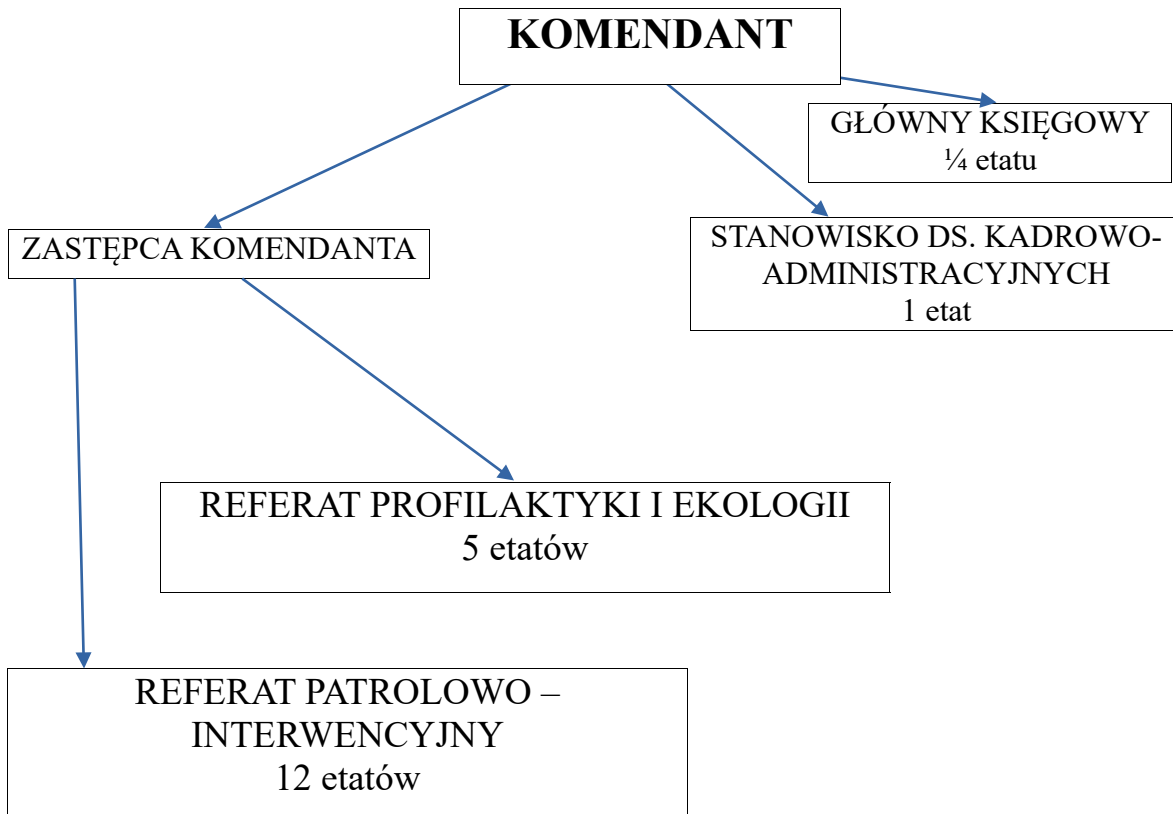 KOMENDANT
GŁÓWNY KSIĘGOWY
¼ etatu
ZASTĘPCA KOMENDANTA
STANOWISKO DS. KADROWO-
ADMINISTRACYJNYCH
1 etat
REFERAT PROFILAKTYKI I EKOLOGII
5 etatów
REFERAT PATROLOWO –
INTERWENCYJNY
12 etatów